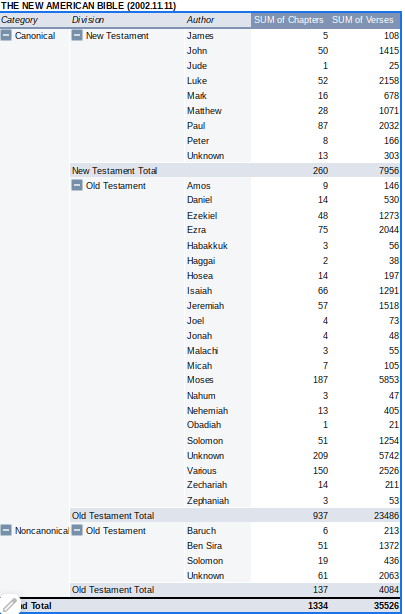 THE NEW AMERICAN BIBLE (2002.11.11)
Category Division Author SUM of Chapters SUM of Verses
Canonical New Testament James 5 108
John 50 1415
Jude 1 25
Luke 52 2158
Mark 16 678
Matthew 28 1071
Paul 87 2032
Peter 8 166
Unknown 13 303
New Testament Total 260 7956
Old Testament Amos 9 146
Daniel 14 530
Ezekiel 48 1273
Ezra 75 2044
Habakkuk 3 56
Haggai 2 38
Hosea 14 197
Isaiah 66 1291
Jeremiah 57 1518
Joel 4 73
Jonah 4 48
Malachi 3 55
Micah 7 105
Moses 187 5853
Nahum 3 47
Nehemiah 13 405
Obadiah 1 21
Solomon 51 1254
Unknown 209 5742
Various 150 2526
Zechariah 14 211
Zephaniah 3 53
Old Testament Total 937 23486
Noncanonical Old Testament Baruch 6 213
Ben Sira 51 1372
Solomon 19 436
Unknown 61 2063
Old Testament Total 137 4084
d Total 1334 35526